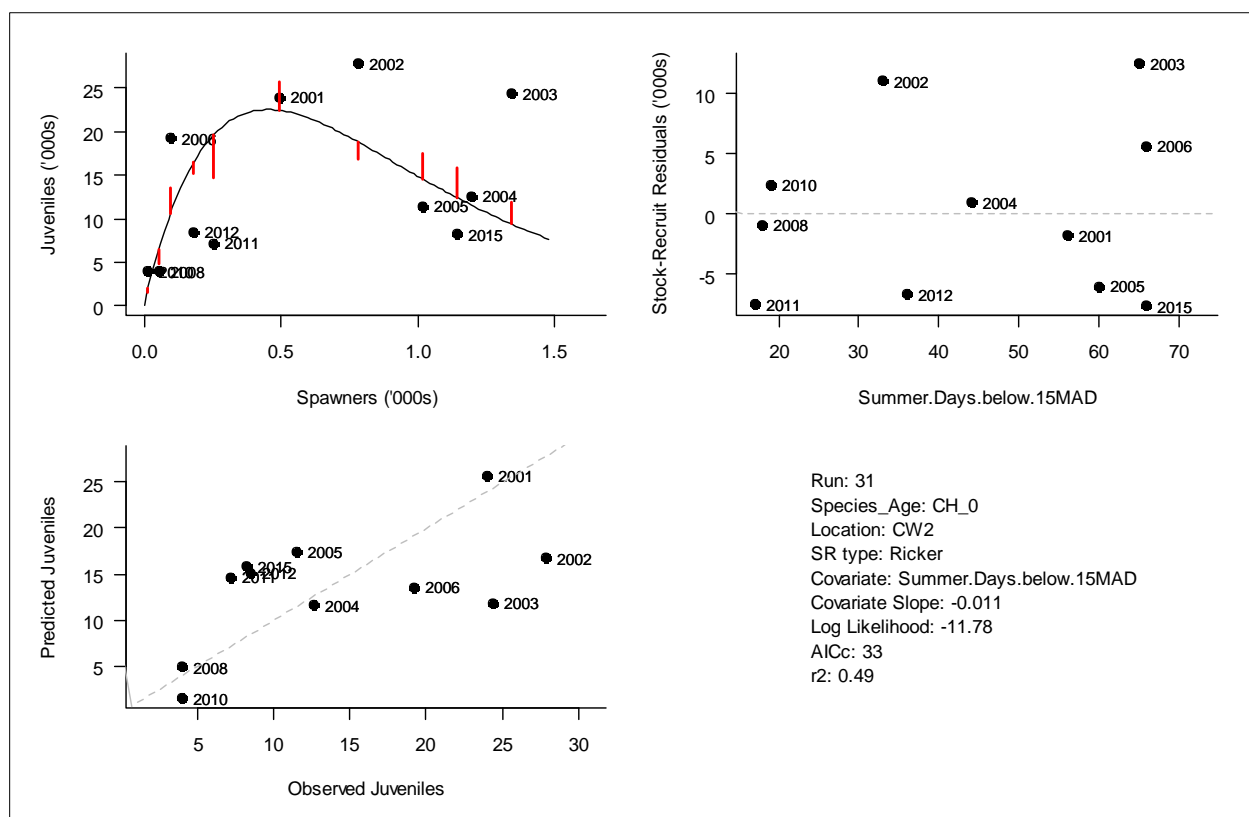 Juveniles ('000s)
25
20
15
10
5
0
2002
2001
2003
2006
2004
2005
2012
2015
2011
2010
2008
0.0 0.5 1.0 1.5
Spawners ('000s)
Stock-Recruit Residuals ('000s)
10
5
0
-5
2003
2002
2006
2010
2004
2008
2001
2005
2012
2011
2015
20 30 40 50 60 70
Summer.Days.below.15MAD
Predicted Juveniles
25
20
15
10
5
2001
2002
2005
2015
2012
2011
2006
2004
2003
2008
2010
5 10 15 20 25 30
Observed Juveniles
Run: 31
Species_Age: CH_0
Location: CW2
SR type: Ricker
Covariate: Summer.Days.below.15MAD
Covariate Slope: -0.011
Log Likelihood: -11.78
AICc: 33
r2: 0.49